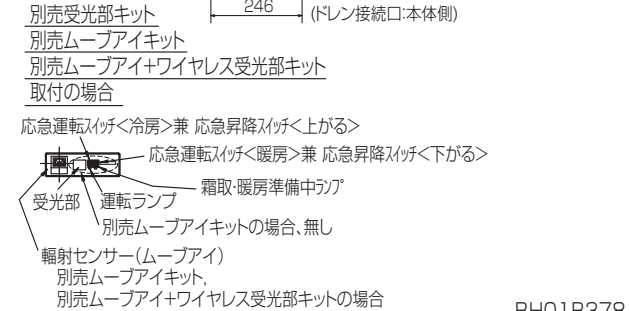 別売受光部キット
246
(ドレン接続口:本体側)
別売ムーブアイキット
別売ムーブアイ+ワイヤレス受光部キット
取付の場合
応急運転スイッチ<冷房>兼 応急昇降スイッチ<上がる>
応急運転スイッチ<暖房>兼 応急昇降スイッチ<下がる>
霜取・暖房準備中ランプ
受光部
運転ランプ
別売ムーブアイキットの場合、無し
輻射センサー(ムーブアイ)
別売ムーブアイキット,
別売ムーブアイ+ワイヤレス受光部キットの場合